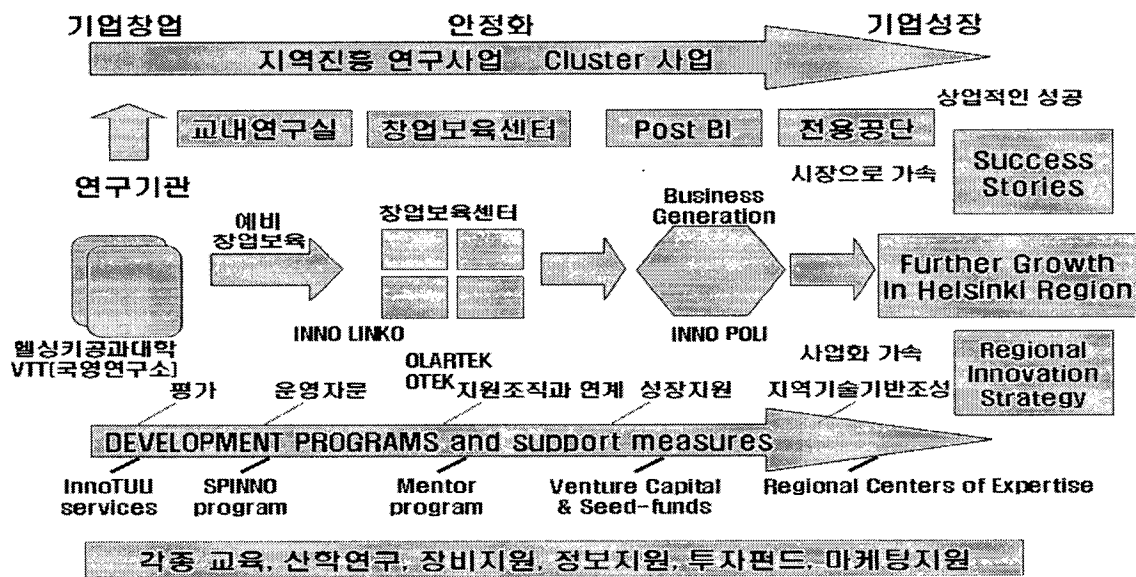 기업창업 안정화 기업성장
지역진흥 연구사업 Cluster 사업
상업적인 성공
교내연구실 창업보육센터 Post BI 전용공단
Success
Stories
시장으로 가속
연구기관
예비
창업보육
창업보육센터
Business
Generation
Further Growth
In Helsinki Region
INNO LINKO
INNO POLI
헬싱키공과대학
VTT[국영연구소]
OLARTEK
OTEK
사업화 가속
Regional
Innovation
Strategy
평가 운영자문 지원조직과 연계 성장지원 지역기술기반조성
DEVELOPMENT PROGRAMS and support measures
InnoTUU
services
SPINNO
program
Mentor
program
Venture Capital
& Seed-funds
Regional Centers of Expertise
각종 교육, 산학연구, 장비지원, 정보지원, 투자펀드, 마케팅지원